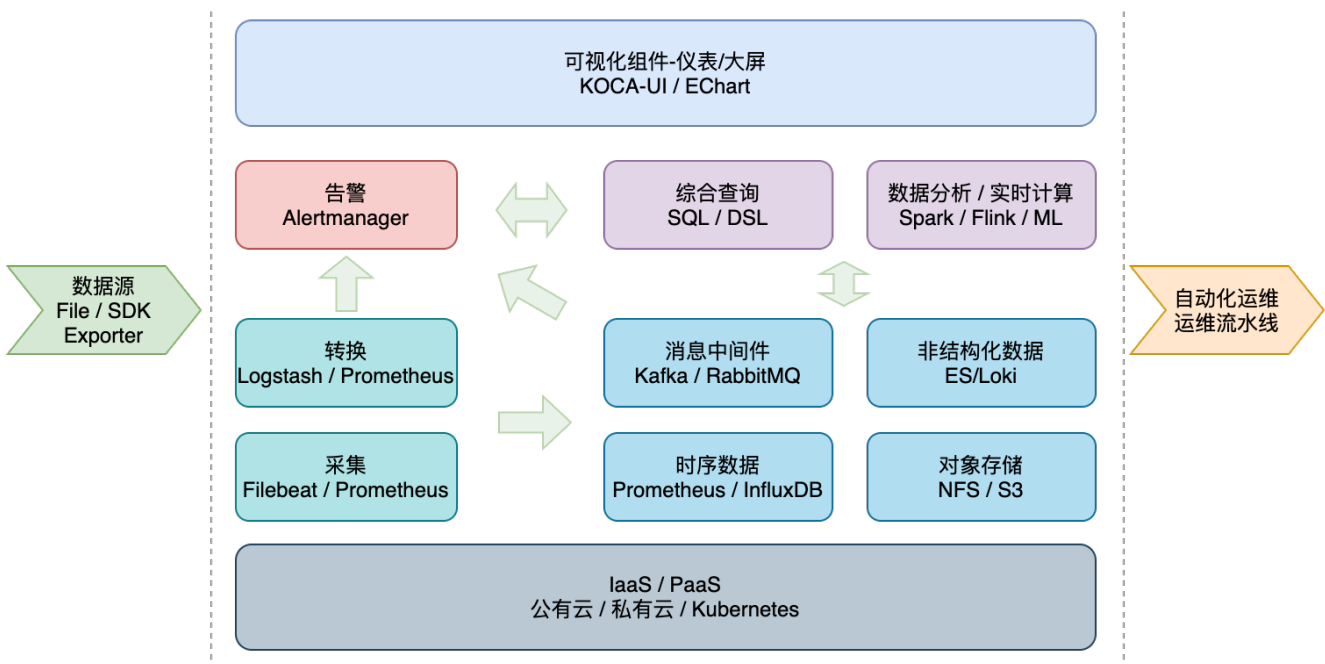 可视化组件-仪表/大屏
KOCA-UI / EChart
告警
Alertmanager
综合查询
SQL / DSL
数据分析 / 实时计算
Spark / Flink / ML
数据源
File / SDK
Exporter
自动化运维
运维流水线
转换
Logstash / Prometheus
消息中间件
Kafka / RabbitMQ
非结构化数据
ES/Loki
采集
Filebeat / Prometheus
时序数据
Prometheus / InfluxDB
对象存储
NFS / S3
IaaS / PaaS
公有云 / 私有云 / Kubernetes